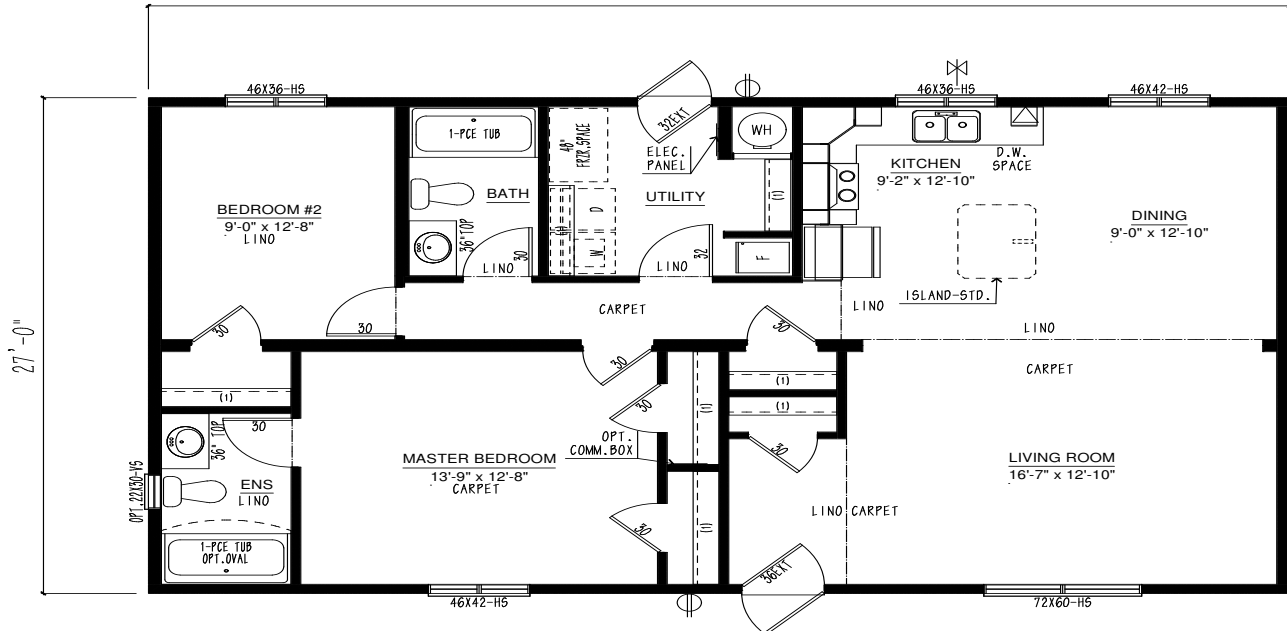 46X36-HS
46X36-HS
46X42-HS
32EXT
1-PCE TUB
48"
FRZR.SPACE
ELEC.
PANEL
WH
D.W.
SPACE
KITCHEN
9'-2" x 12'-10"
BATH
UTILITY
(1)
BEDROOM #2
9'-0" x 12'-8"
LINO
36"TOP
D
W
DINING
9'-0" x 12'-10"
30
LINO
32
LINO
F
ISLAND-STD.
LINO
CARPET
27'-0"
30
30
30
LINO
30
CARPET
(1)
(1)
(1)
(1)
30
36" TOP
30
OPT.
COMM.BOX
30
MASTER BEDROOM
13'-9" x 12'-8"
CARPET
LIVING ROOM
16'-7" x 12'-10"
ENS
LINO
OPT.22X30-VS
LINO
CARPET
30
(1)
1-PCE TUB
OPT.OVAL
36EXT
46X42-HS
72X60-HS